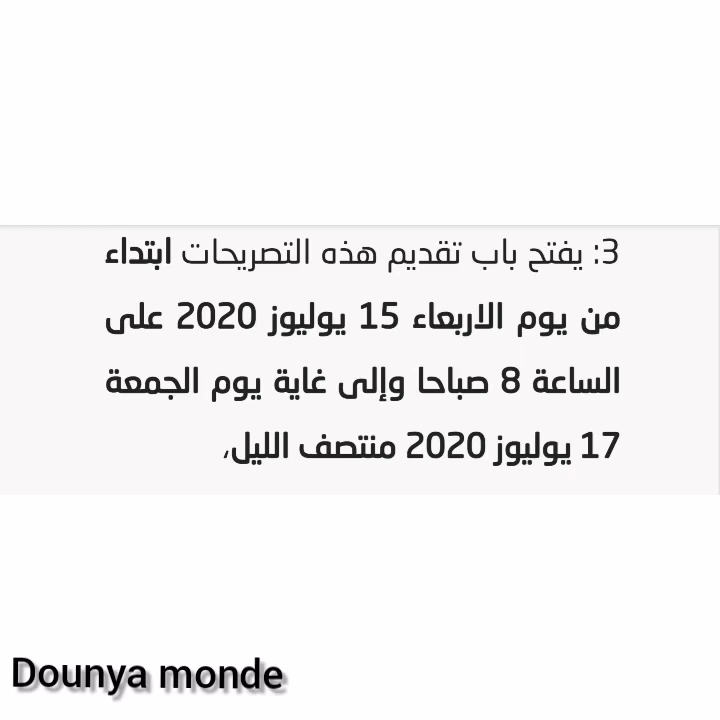 3: يفتح باب تقديم هذه التصريحات ابتداء
من يوم الاربعاء 15 يوليوز 2020 على
الساعة 8 صباحا وإلى غاية يوم الجمعة
17 يوليوز 2020 منتصف الليل،
Dounya monde